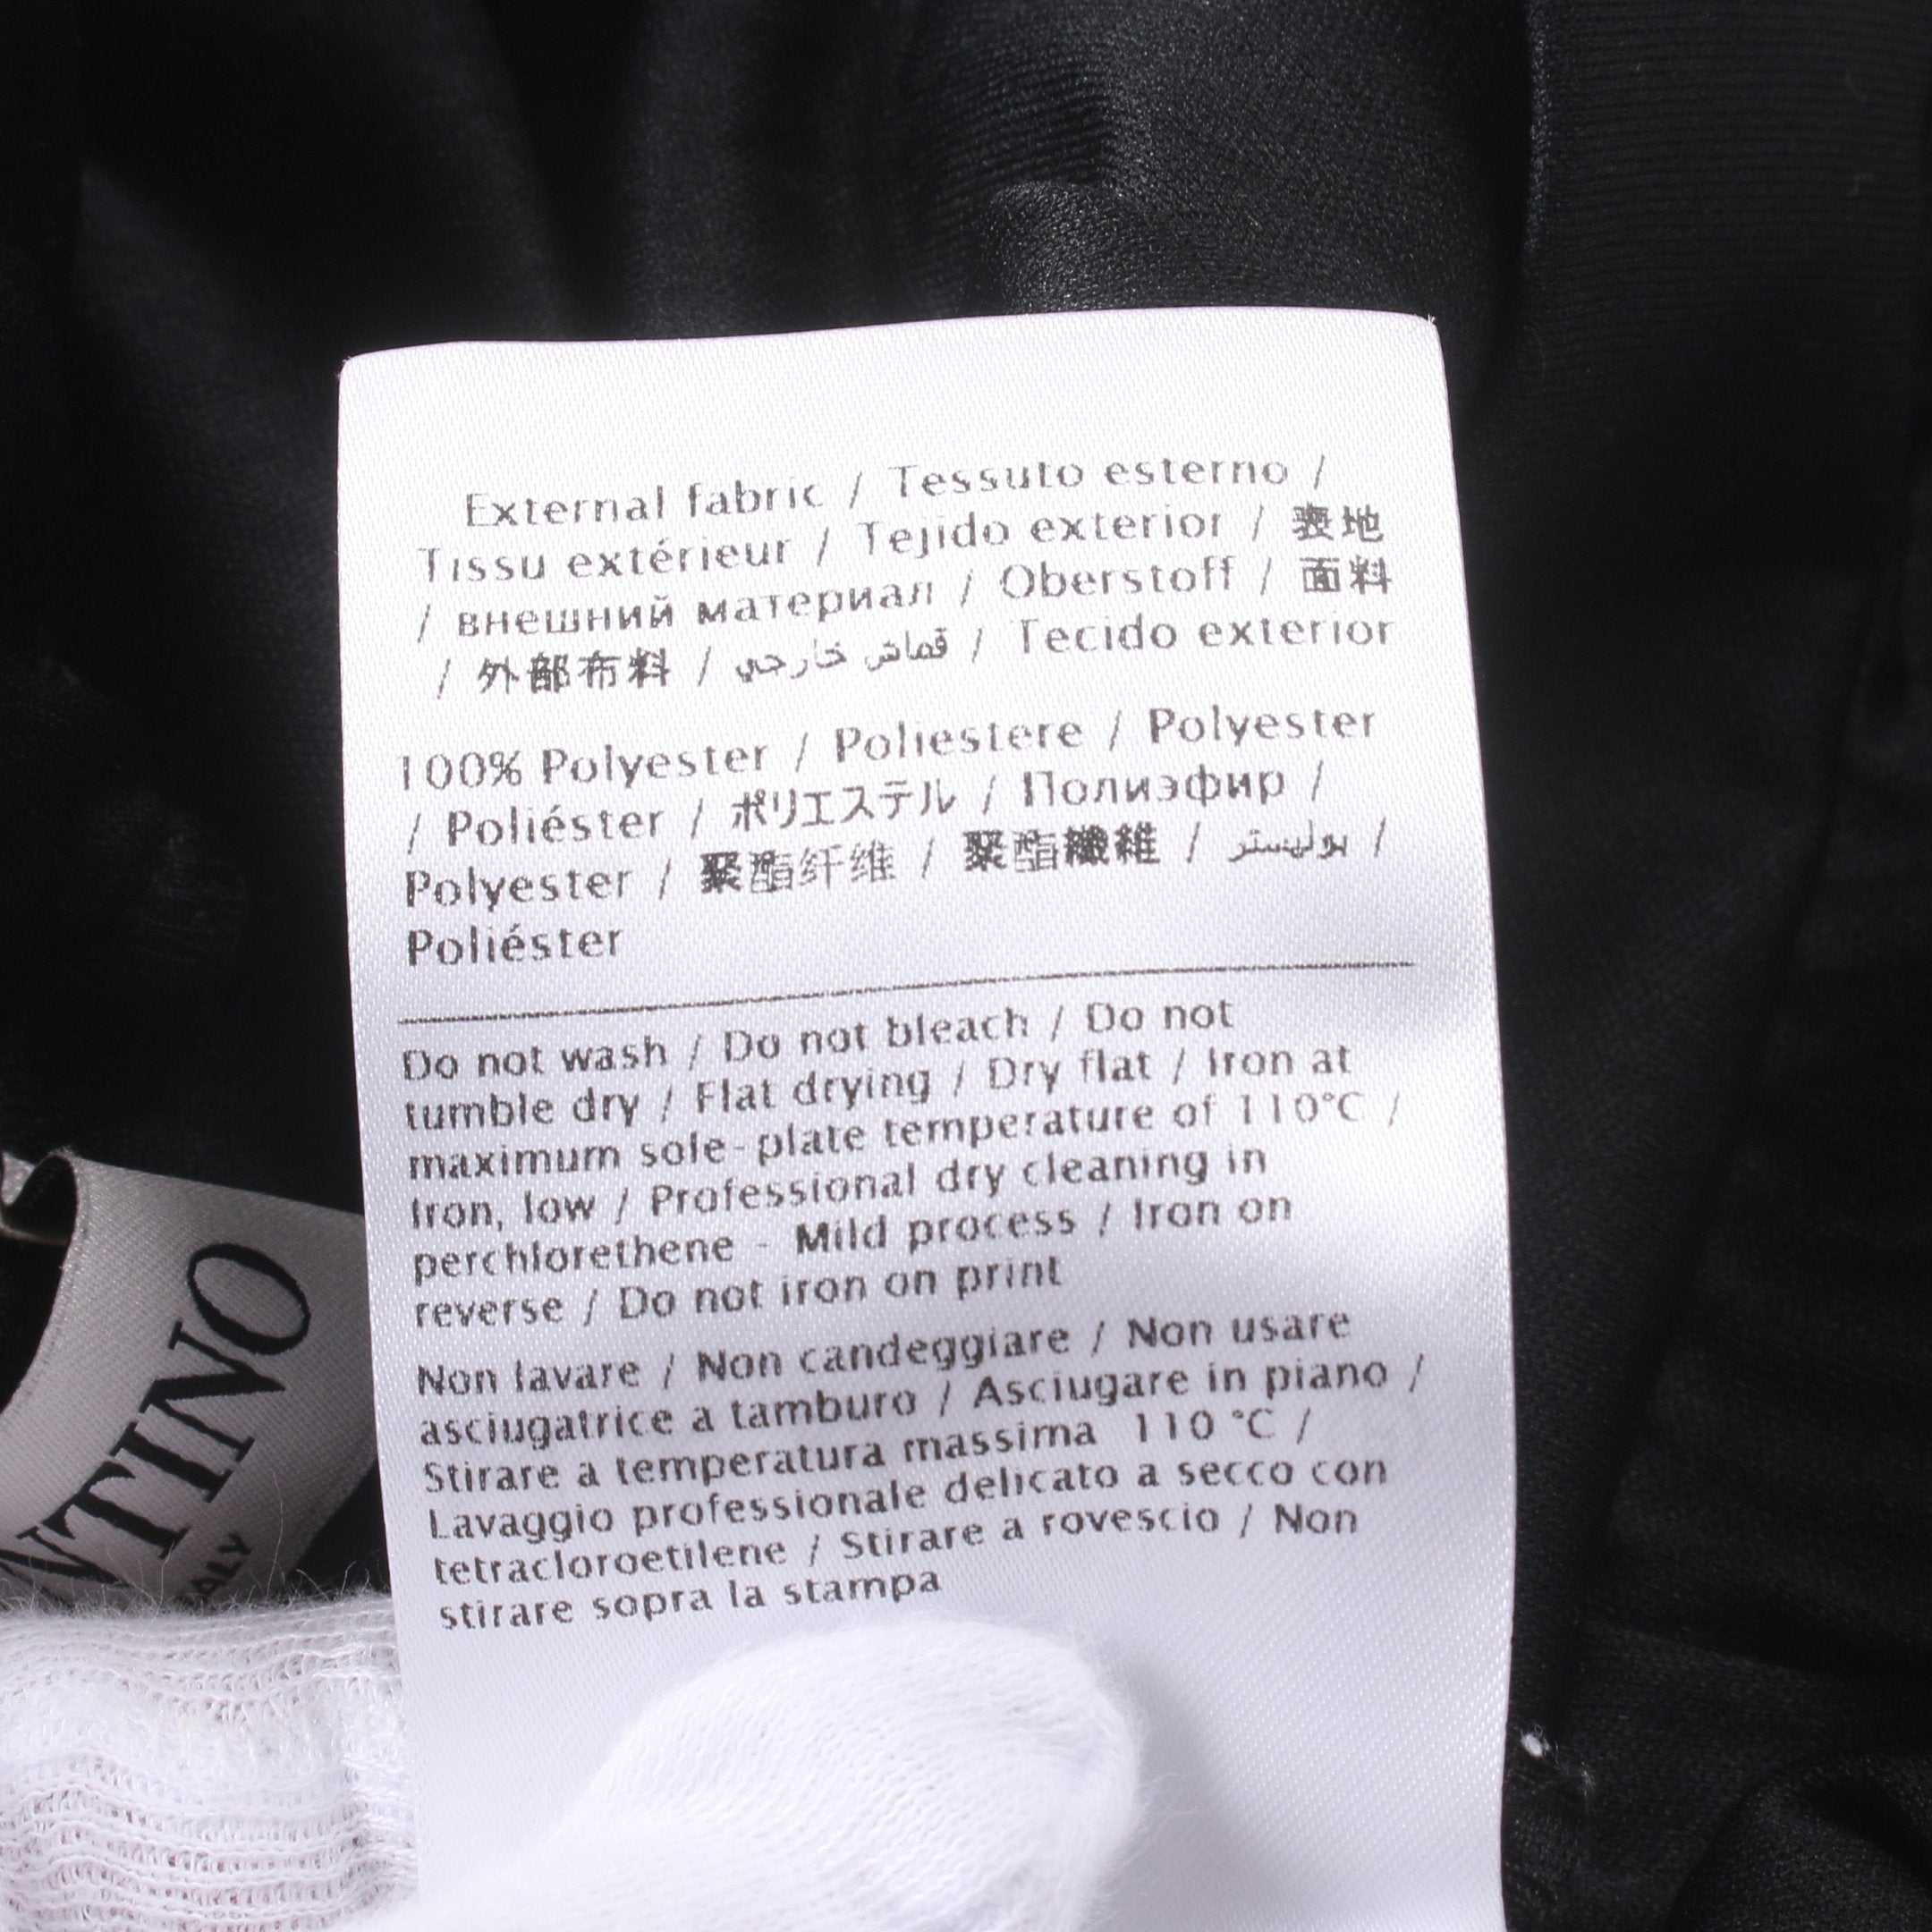 External fabric / Tessuto esterno /
Tissu extérieur / Tejido exterior / 表地
/ внешний материал / Oberstoff / 面料
/ 外部布料 / قماش خارجي / Tecido exterior
100% Polyester / Poliestere / Polyester
/ Poliéster / ポリエステル / Полиэфир /
Polyester / 聚酯纤维 / 聚酯纖維 / بوليستر /
Poliéster
Do not wash / Do not bleach / Do not
tumble dry / Flat drying / Dry flat / Iron at
maximum sole-plate temperature of 110°C /
Iron, low / Professional dry cleaning in
perchlorethene - Mild process / Iron on
reverse / Do not iron on print
Non lavare / Non candeggiare / Non usare
asciugatrice a tamburo / Asciugare in piano /
Stirare a temperatura massima 110 °C /
Lavaggio professionale delicato a secco con
tetracloroetilene / Stirare a rovescio / Non
stirare sopra la stampa
NTINO
ALY